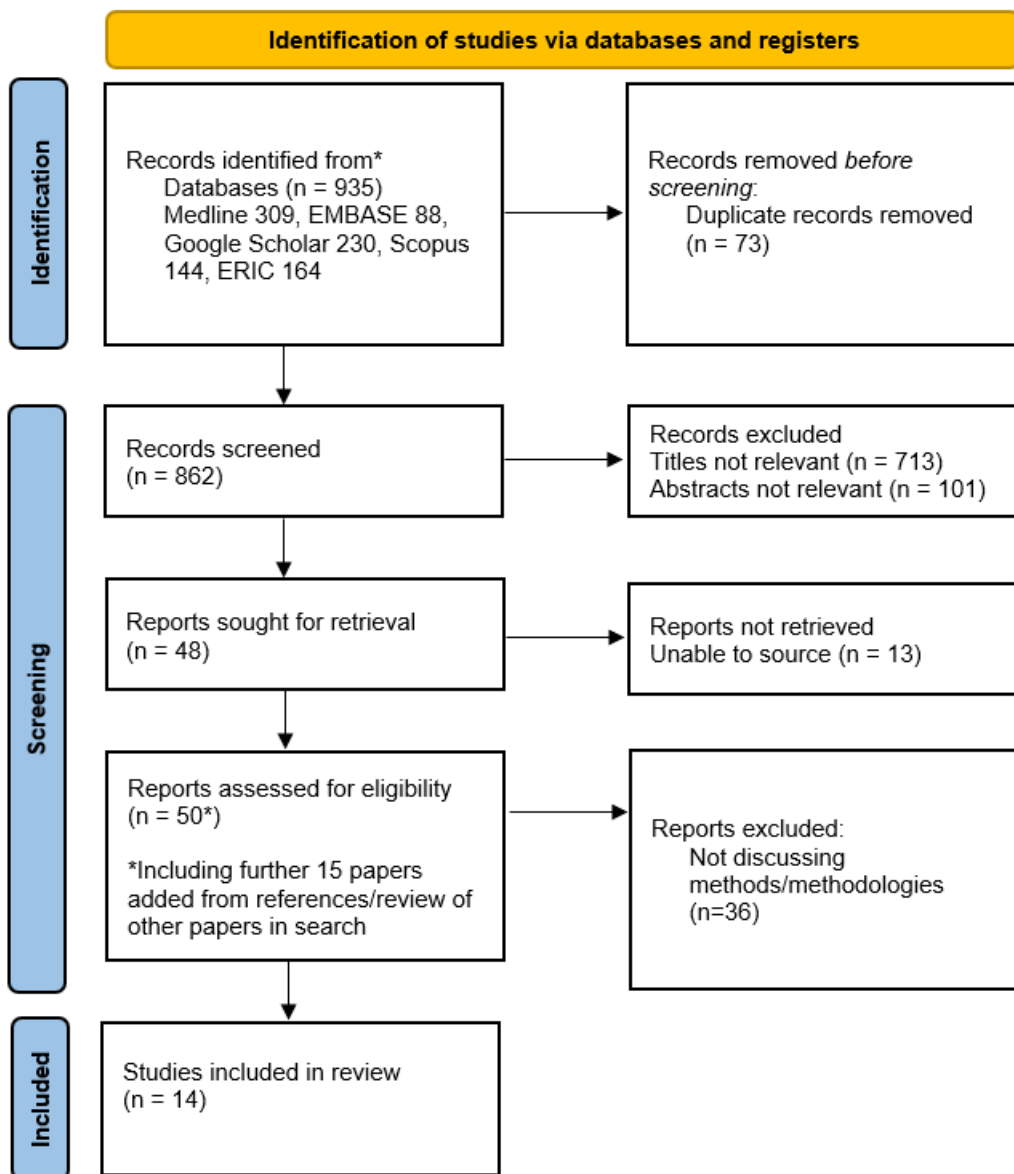 Identification of studies via databases and registers
Identification
Records identified from*
Databases (n = 935)
Medline 309, EMBASE 88,
Google Scholar 230, Scopus
144, ERIC 164
Records removed before
screening:
Duplicate records removed
(n = 73)
Screening
Records screened
(n = 862)
Records excluded
Titles not relevant (n = 713)
Abstracts not relevant (n = 101)
Reports sought for retrieval
(n = 48)
Reports not retrieved
Unable to source (n = 13)
Reports assessed for eligibility
(n = 50*)
*Including further 15 papers
added from references/review of
other papers in search
Reports excluded:
Not discussing
methods/methodologies
(n=36)
Included
Studies included in review
(n = 14)